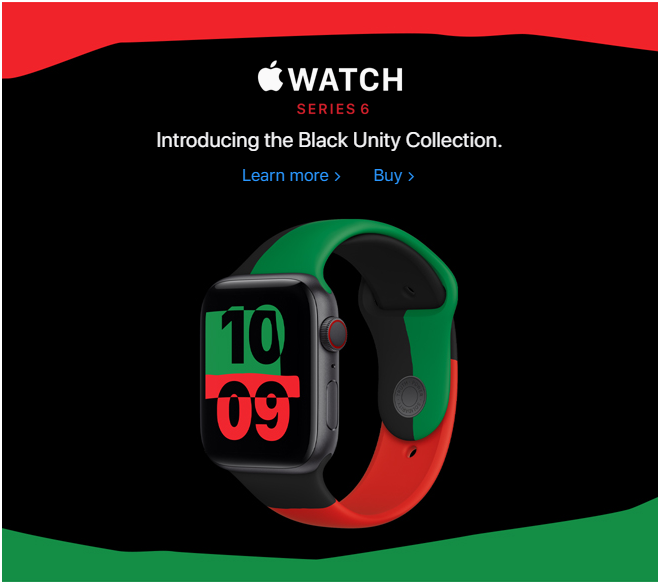 WATCH
SERIES 6
Introducing the Black Unity Collection.
Learn more >
Buy >
10
09